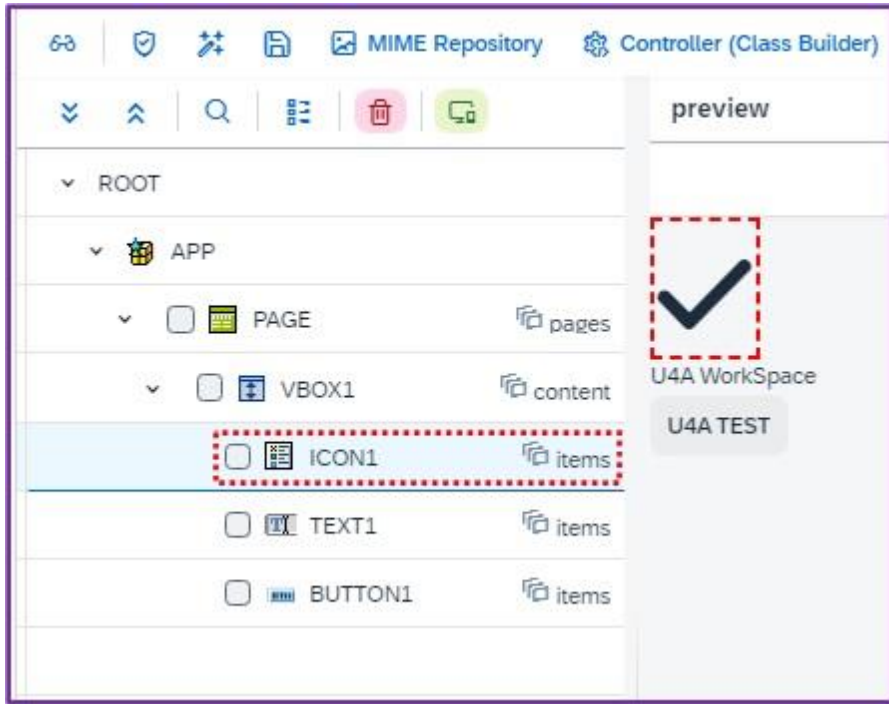 MIME Repository Controller (Class Builder)
preview
ROOT
APP
PAGE pages
VBOX1 content
ICON1 items
TEXT1 items
BUTTON1 items
U4A WorkSpace
U4A TEST